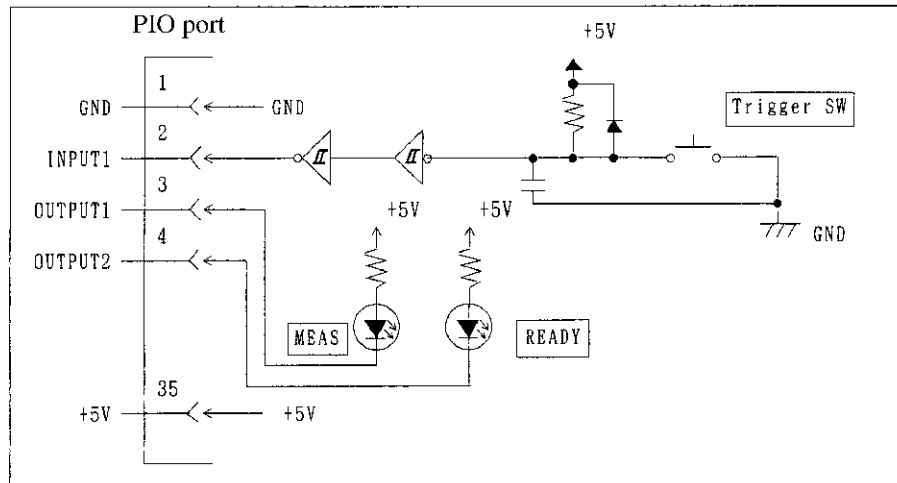 PIO port
+5V
1
GND
GND
Trigger SW
2
INPUT1
3
OUTPUT1
+5V
+5V
4
GND
OUTPUT2
MEAS
READY
35
+5V
+5V